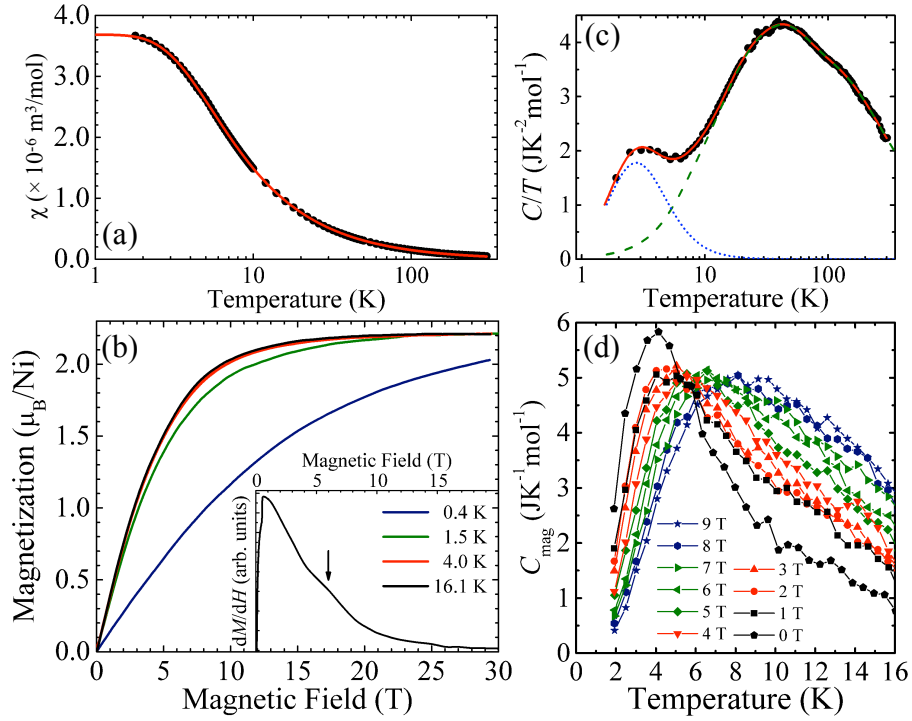 (a)
χ (× 10⁻⁶ m³/mol)
4.0
3.0
2.0
1.0
0.0
1
10
100
Temperature (K)
(b)
Magnetization (μB/Ni)
2.0
1.5
1.0
0.5
0.0
0
5
10
15
20
25
30
Magnetic Field (T)
Magnetic Field (T)
0
6
12
18
dM/dH (arb. units)
0.4 K
1.5 K
4.0 K
16.1 K
(c)
C/T (JK⁻²mol⁻¹)
4
2
0
1
10
100
Temperature (K)
(d)
Cmag (JK⁻¹mol⁻¹)
6
5
4
3
2
1
0
0
2
4
6
8
10
12
14
16
Temperature (K)
9 T
8 T
7 T
6 T
5 T
4 T
3 T
2 T
1 T
0 T